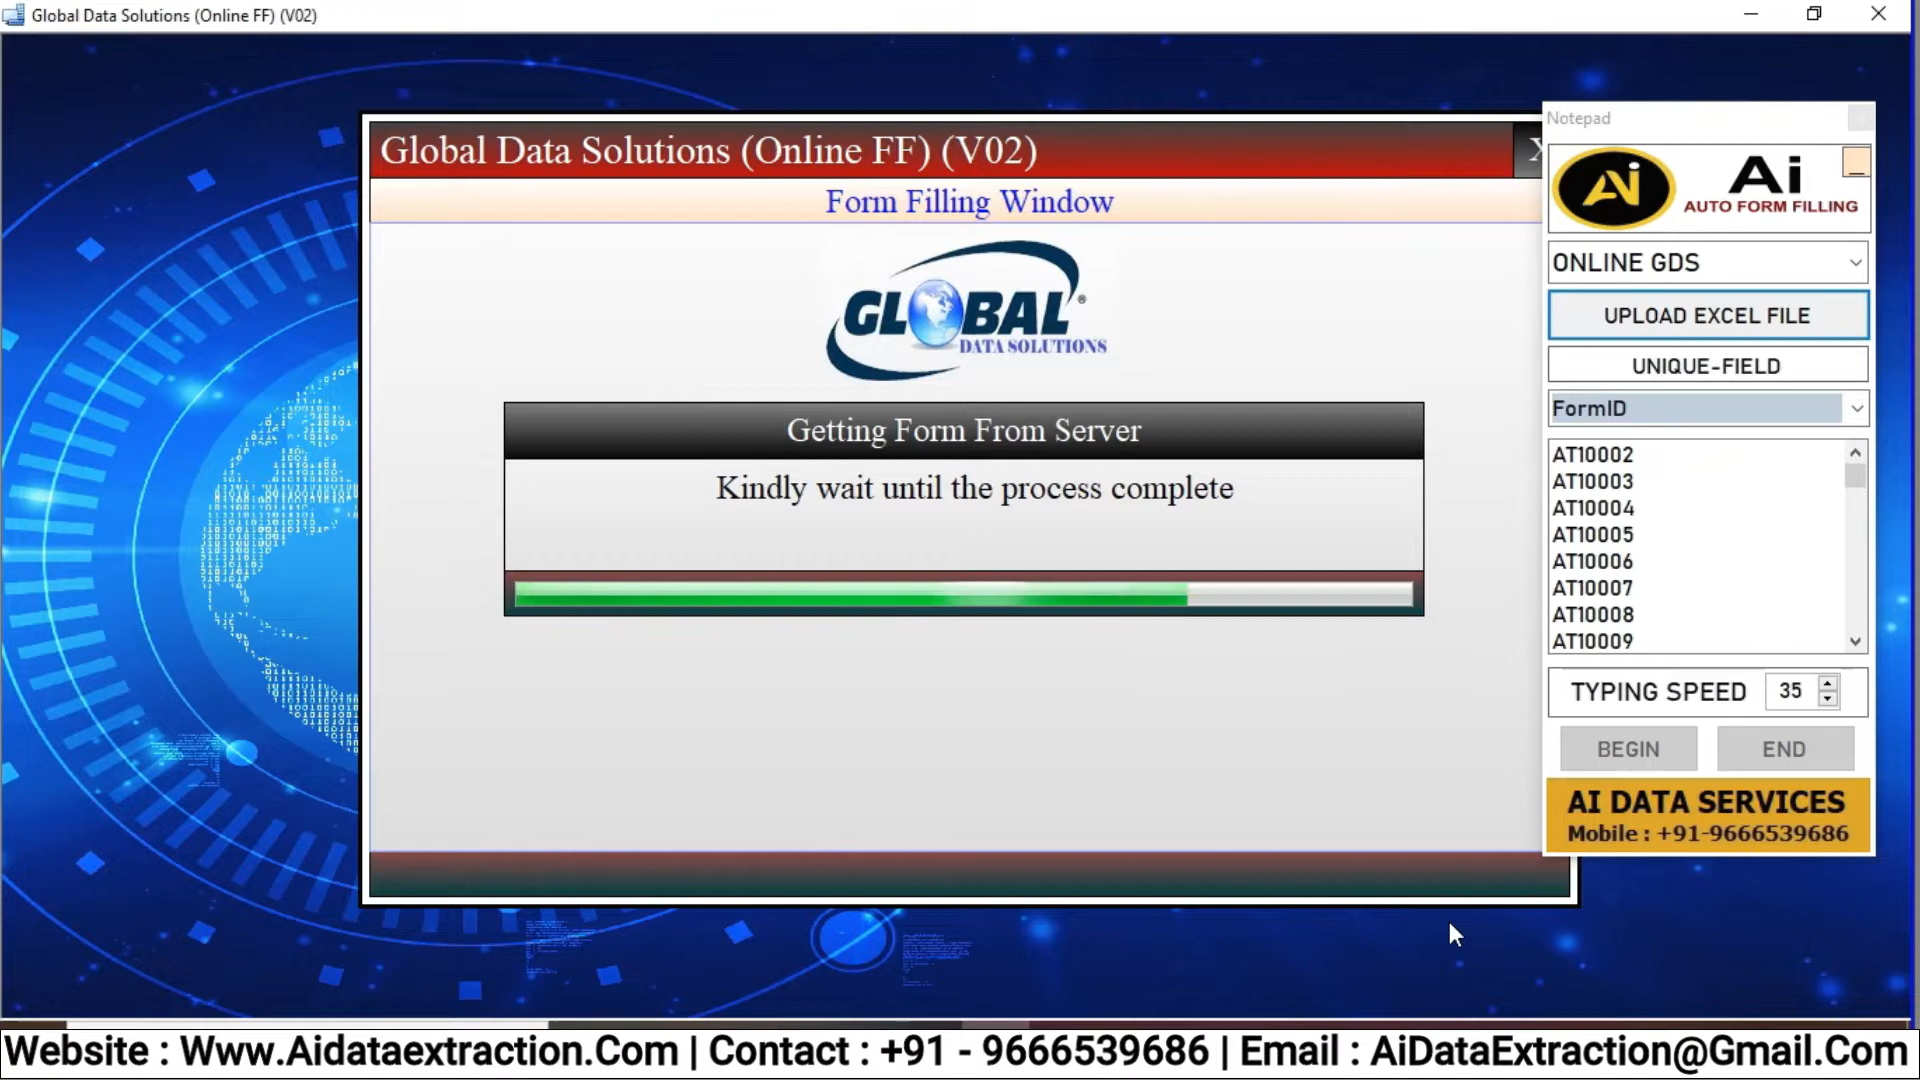 Global Data Solutions (Online FF) (V02)
Global Data Solutions (Online FF) (V02)
X
Form Filling Window
GLOBAL®
DATA SOLUTIONS
Getting Form From Server
Kindly wait until the process complete
Notepad
Ai
Ai
AUTO FORM FILLING
_
ONLINE GDS
UPLOAD EXCEL FILE
UNIQUE-FIELD
FormID
AT10002
AT10003
AT10004
AT10005
AT10006
AT10007
AT10008
AT10009
TYPING SPEED 35
BEGIN END
AI DATA SERVICES
Mobile : +91-9666539686
Website : Www.Aidataextraction.Com | Contact : +91 - 9666539686 | Email : AiDataExtraction@Gmail.Com